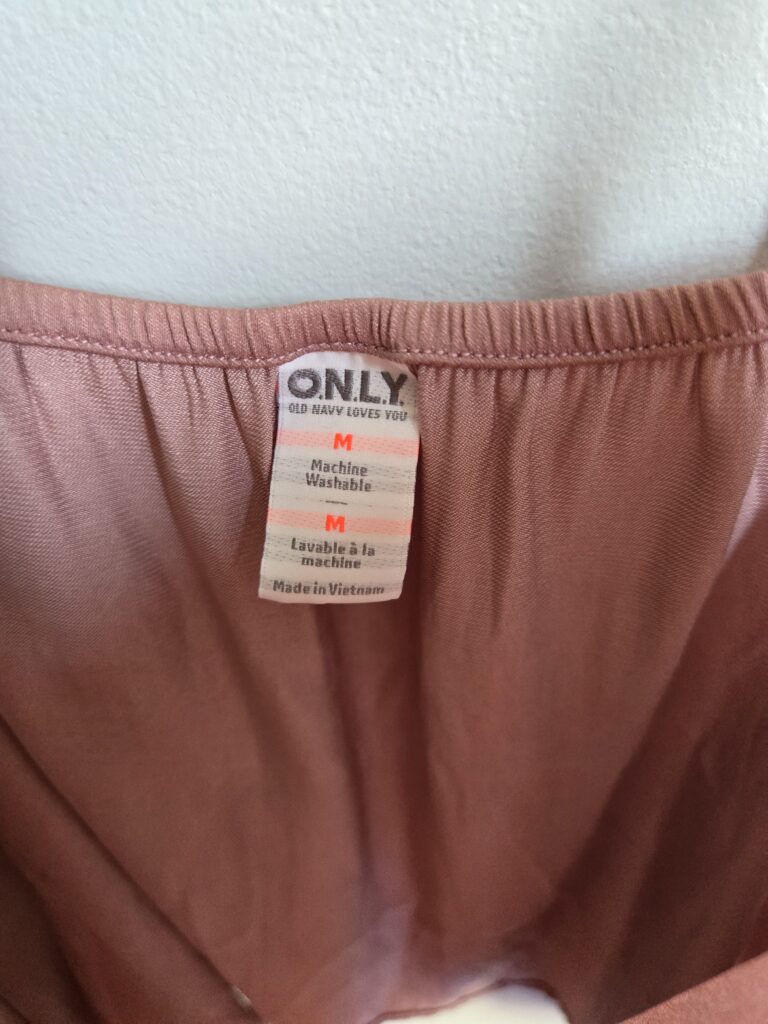 O.N.L.Y.
OLD NAVY LOVES YOU
M
Machine
Washable
M
Lavable à la
machine
Made in Vietnam